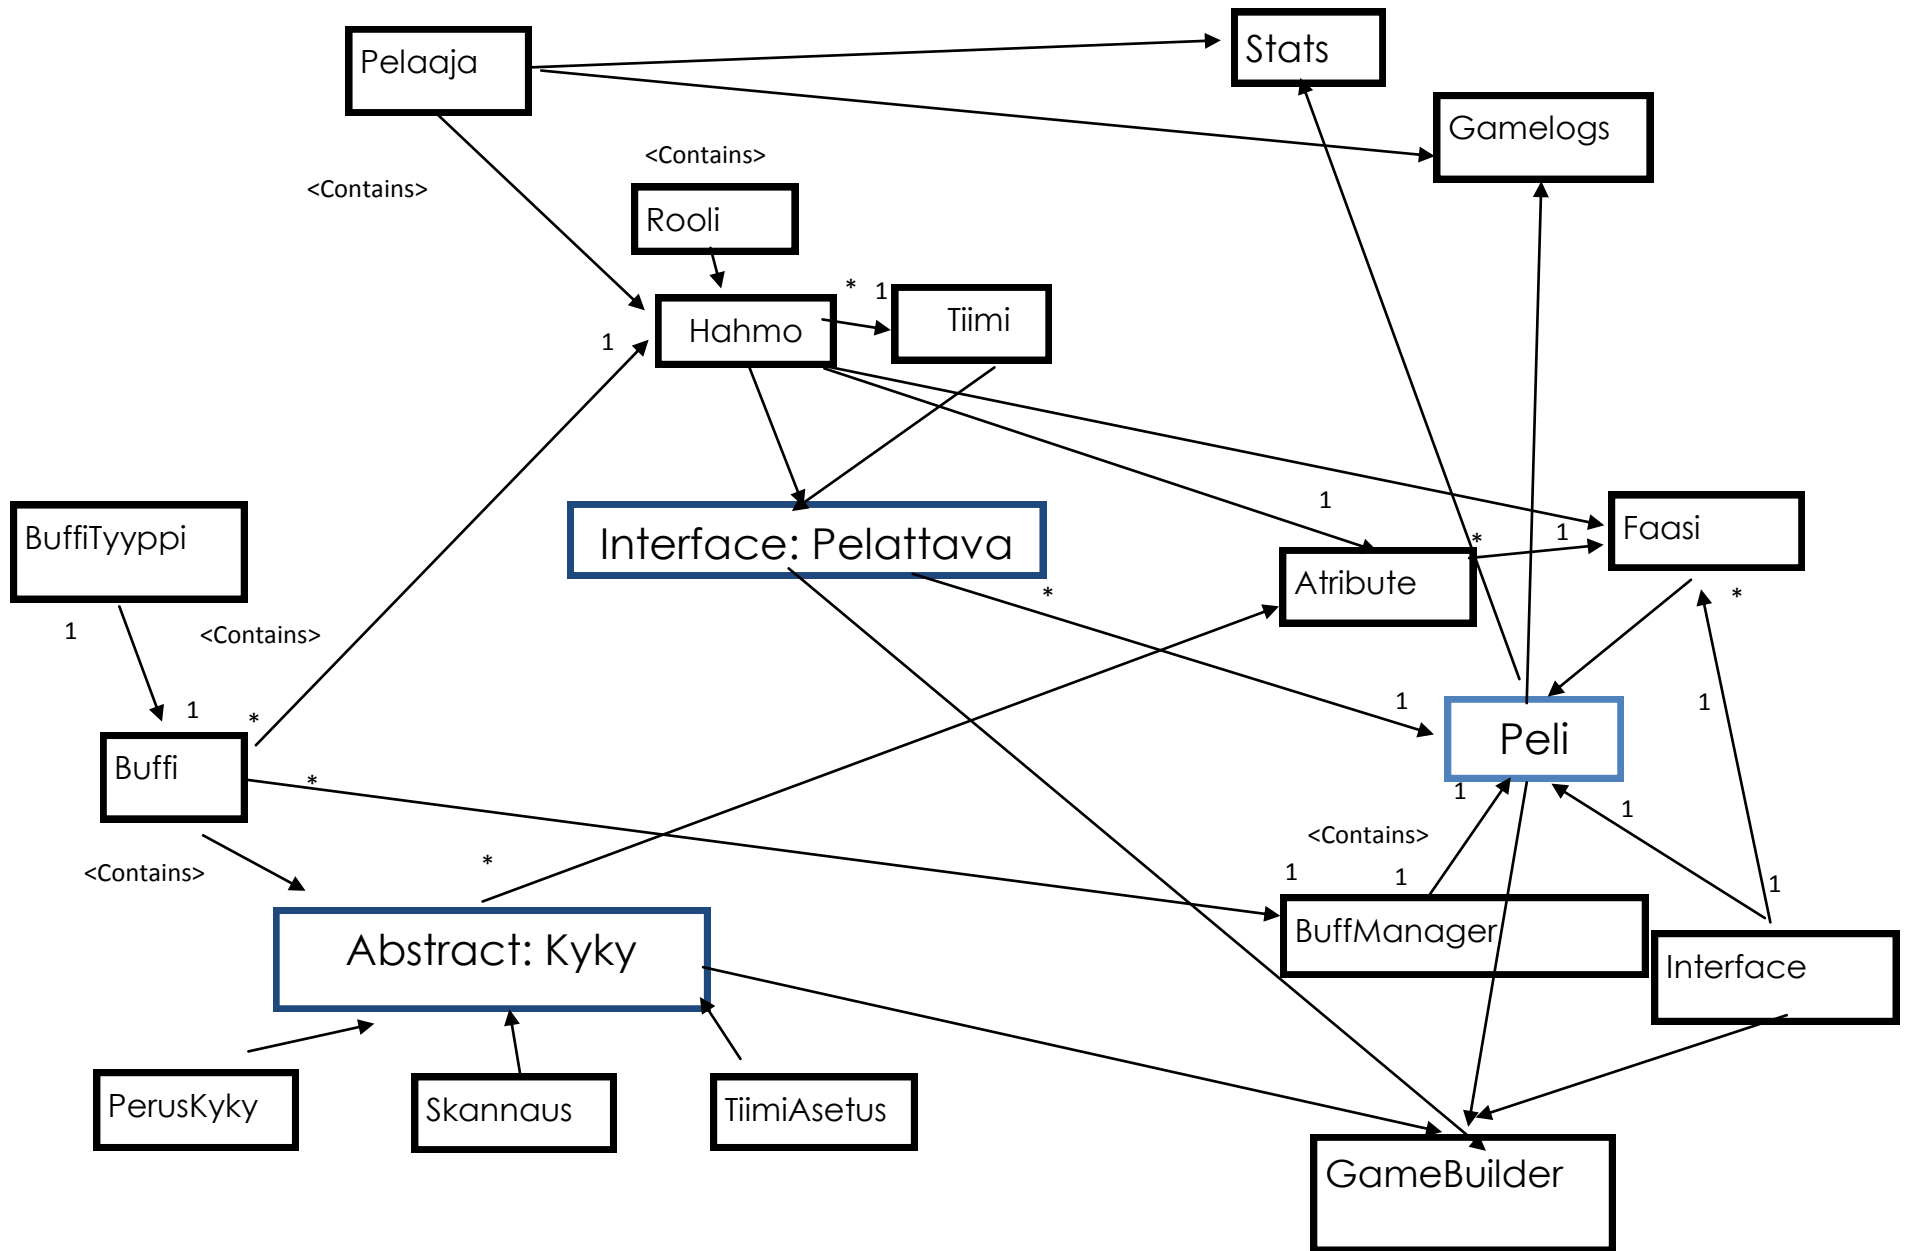 Stats
Pelaaja
Gamelogs
<Contains>
<Contains>
Rooli
* 1
Tiimi
Hahmo
1
1
Interface: Pelattava
BuffiTyyppi
Faasi
* 1
Atribute
* *
1
<Contains>
1 *
1 1
Peli
Buffi
*
1
1
<Contains>
<Contains>
*
1 1
1
BuffManager
Abstract: Kyky
Interface
PerusKyky
Skannaus
TiimiAsetus
GameBuilder